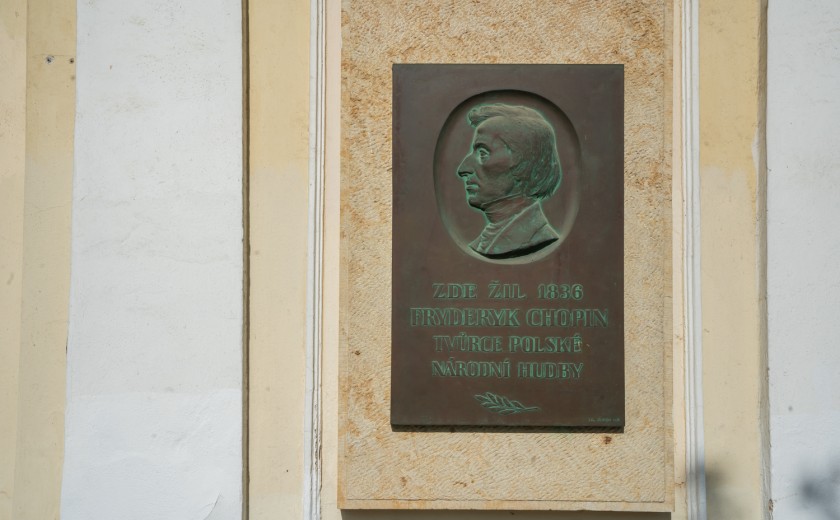 ZDE ŽIL 1836
FRYDERYK CHOPIN
TVŮRCE POLSKÉ
NÁRODNÍ HUDBY